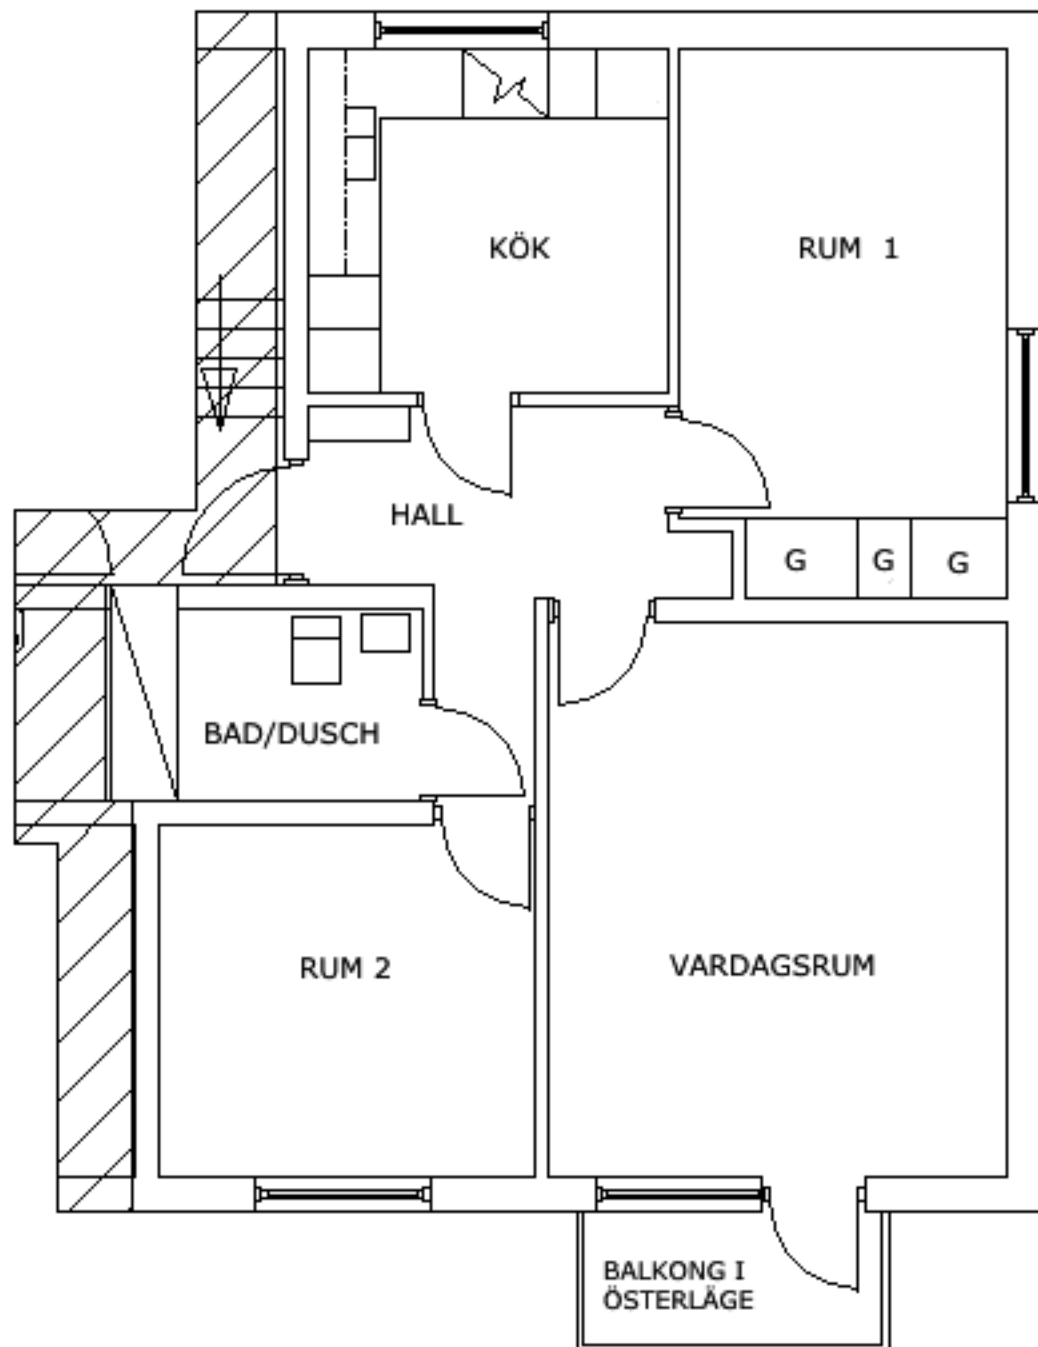 KÖK
RUM 1
HALL
G
G
G
BAD/DUSCH
RUM 2
VARDAGSRUM
BALKONG I
ÖSTERLÄGE